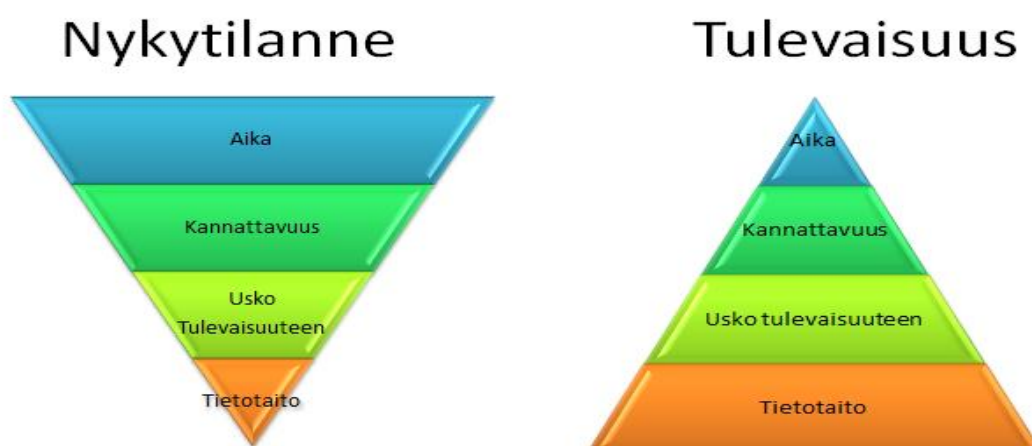 Nykytilanne
Aika
Kannattavuus
Usko
Tulevaisuuteen
Tietotaito
Tulevaisuus
Aika
Kannattavuus
Usko tulevaisuuteen
Tietotaito